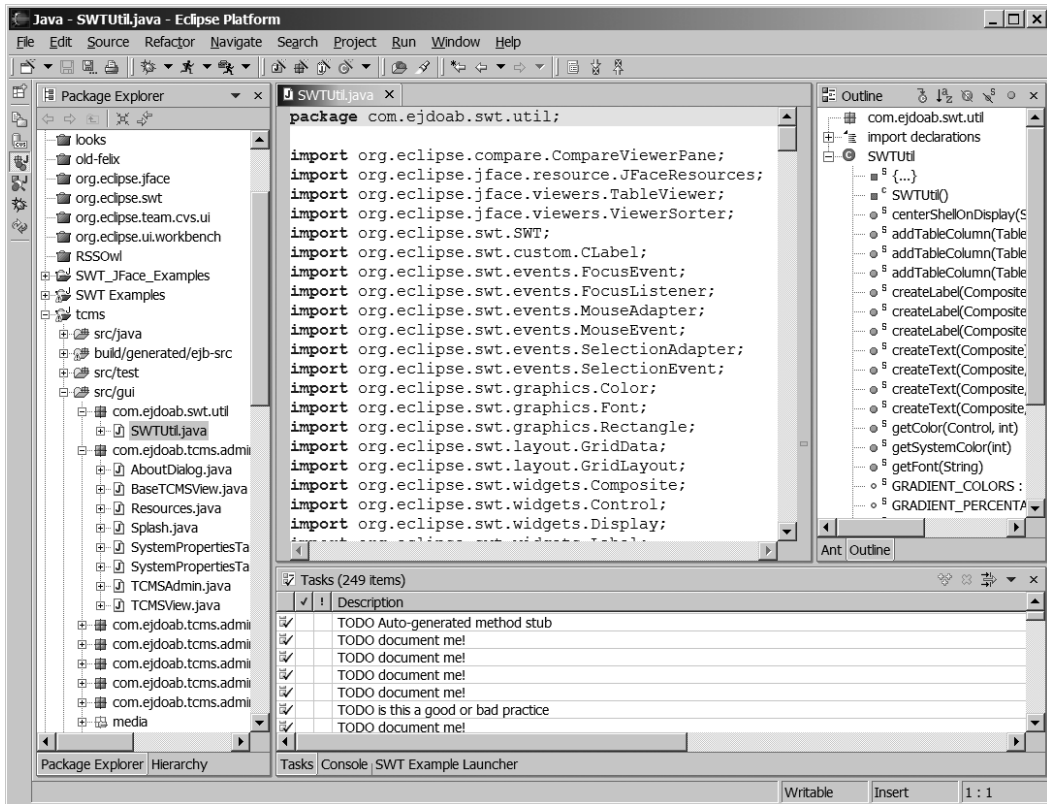 Java - SWTUtil.java - Eclipse Platform
File Edit Source Refactor Navigate Search Project Run Window Help
Package Explorer
looks
old-felix
org.eclipse.jface
org.eclipse.swt
org.eclipse.team.cvs.ui
org.eclipse.ui.workbench
RSSOwl
SWT_JFace_Examples
SWT Examples
tcms
src/java
build/generated/ejb-src
src/test
src/gui
com.ejdoab.swt.util
SWTUtil.java
com.ejdoab.tcms.admi
AboutDialog.java
BaseTCMSView.java
Resources.java
Splash.java
SystemPropertiesTa
SystemPropertiesTa
TCMSAdmin.java
TCMSView.java
com.ejdoab.tcms.admi
com.ejdoab.tcms.admi
com.ejdoab.tcms.admi
com.ejdoab.tcms.admi
com.ejdoab.tcms.admi
media
Package Explorer Hierarchy
SWTUtil.java
package com.ejdoab.swt.util;
import org.eclipse.compare.CompareViewerPane;
import org.eclipse.jface.resource.JFaceResources;
import org.eclipse.jface.viewers.TableViewer;
import org.eclipse.jface.viewers.ViewerSorter;
import org.eclipse.swt.SWT;
import org.eclipse.swt.custom.CLabel;
import org.eclipse.swt.events.FocusEvent;
import org.eclipse.swt.events.FocusListener;
import org.eclipse.swt.events.MouseAdapter;
import org.eclipse.swt.events.MouseEvent;
import org.eclipse.swt.events.SelectionAdapter;
import org.eclipse.swt.events.SelectionEvent;
import org.eclipse.swt.graphics.Color;
import org.eclipse.swt.graphics.Font;
import org.eclipse.swt.graphics.Rectangle;
import org.eclipse.swt.layout.GridData;
import org.eclipse.swt.layout.GridLayout;
import org.eclipse.swt.widgets.Composite;
import org.eclipse.swt.widgets.Control;
import org.eclipse.swt.widgets.Display;
Outline
com.ejdoab.swt.util
import declarations
SWTUtil
S {...}
C SWTUtil()
S centerShellOnDisplay(S
S addTableColumn(Table
S addTableColumn(Table
S addTableColumn(Table
S createLabel(Composite
S createLabel(Composite
S createLabel(Composite
S createText(Composite,
S createText(Composite,
S createText(Composite,
S createText(Composite,
S getColor(Control, int)
S getSystemColor(int)
S getFont(String)
S GRADIENT_COLORS :
S GRADIENT_PERCENTA
Ant Outline
Tasks (249 items)
✓ ! Description
TODO Auto-generated method stub
TODO document me!
TODO document me!
TODO document me!
TODO document me!
TODO is this a good or bad practice
TODO document me!
Tasks Console SWT Example Launcher
Writable Insert 1 : 1